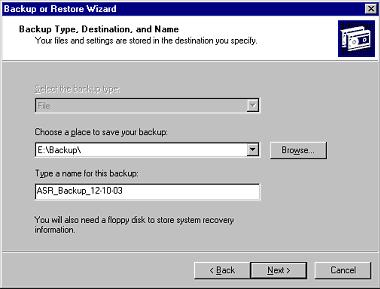 Backup or Restore Wizard
Backup Type, Destination, and Name
Your files and settings are stored in the destination you specify.
Select the backup type:
File
Choose a place to save your backup:
E:\Backup\
Browse...
Type a name for this backup:
ASR_Backup_12-10-03
You will also need a floppy disk to store system recovery
information.
< Back
Next >
Cancel